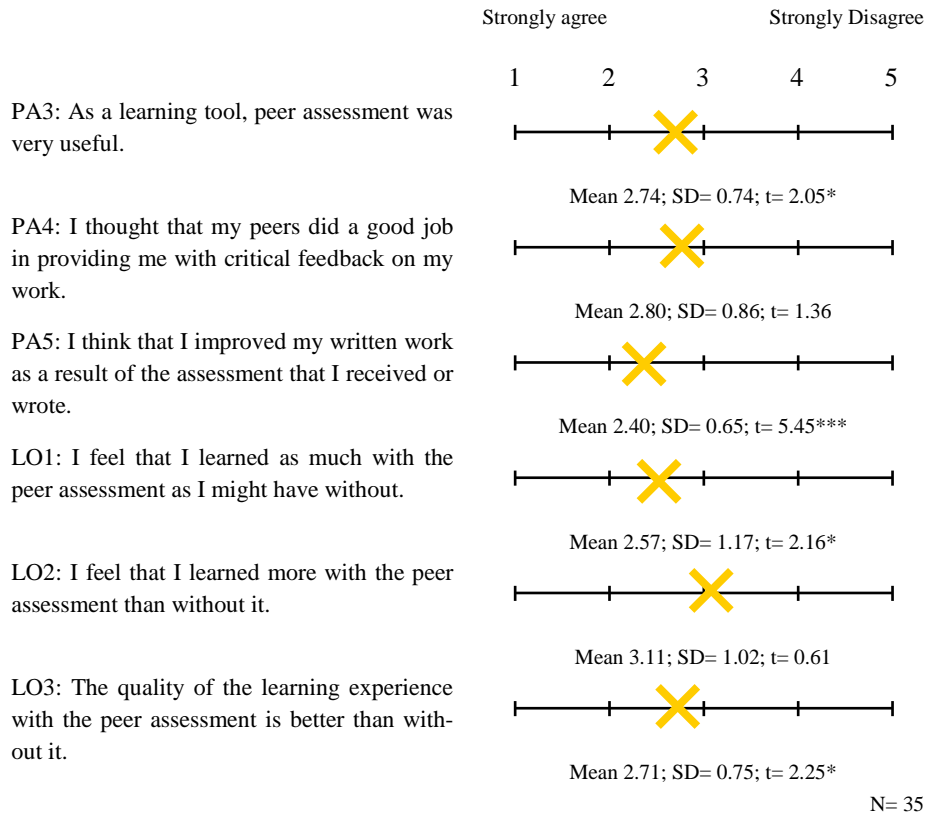 Strongly agree Strongly Disagree
1 2 3 4 5
PA3: As a learning tool, peer assessment was
very useful.
Mean 2.74; SD= 0.74; t= 2.05*
PA4: I thought that my peers did a good job
in providing me with critical feedback on my
work.
Mean 2.80; SD= 0.86; t= 1.36
PA5: I think that I improved my written work
as a result of the assessment that I received or
wrote.
Mean 2.40; SD= 0.65; t= 5.45***
LO1: I feel that I learned as much with the
peer assessment as I might have without.
Mean 2.57; SD= 1.17; t= 2.16*
LO2: I feel that I learned more with the peer
assessment than without it.
Mean 3.11; SD= 1.02; t= 0.61
LO3: The quality of the learning experience
with the peer assessment is better than with-
out it.
Mean 2.71; SD= 0.75; t= 2.25*
N= 35